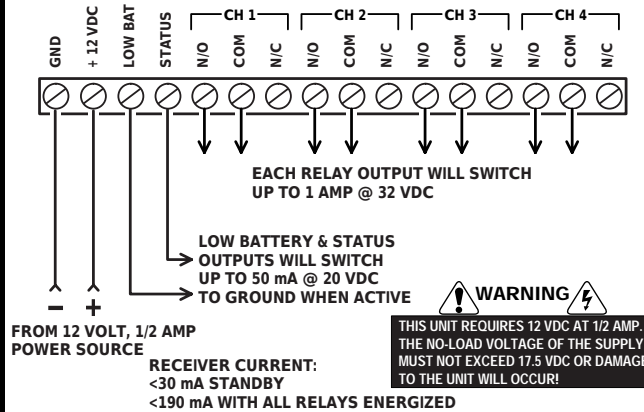 CH 1 CH 2 CH 3 CH 4
GND + 12 VDC LOW BAT STATUS N/O COM N/C N/O COM N/C N/O COM N/C N/O COM N/C
EACH RELAY OUTPUT WILL SWITCH
UP TO 1 AMP @ 32 VDC
LOW BATTERY & STATUS
OUTPUTS WILL SWITCH
UP TO 50 mA @ 20 VDC
TO GROUND WHEN ACTIVE
– +
FROM 12 VOLT, 1/2 AMP
POWER SOURCE
RECEIVER CURRENT:
<30 mA STANDBY
<190 mA WITH ALL RELAYS ENERGIZED
WARNING
THIS UNIT REQUIRES 12 VDC AT 1/2 AMP.
THE NO-LOAD VOLTAGE OF THE SUPPLY
MUST NOT EXCEED 17.5 VDC OR DAMAGE
TO THE UNIT WILL OCCUR!